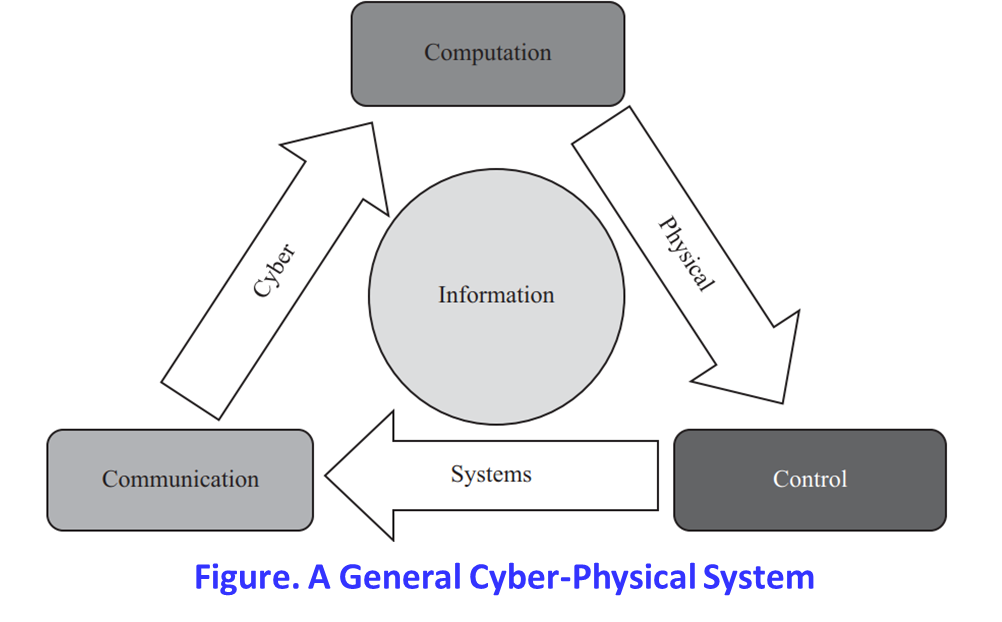 Computation
Cyber
Physical
Information
Communication
Systems
Control
Figure. A General Cyber-Physical System